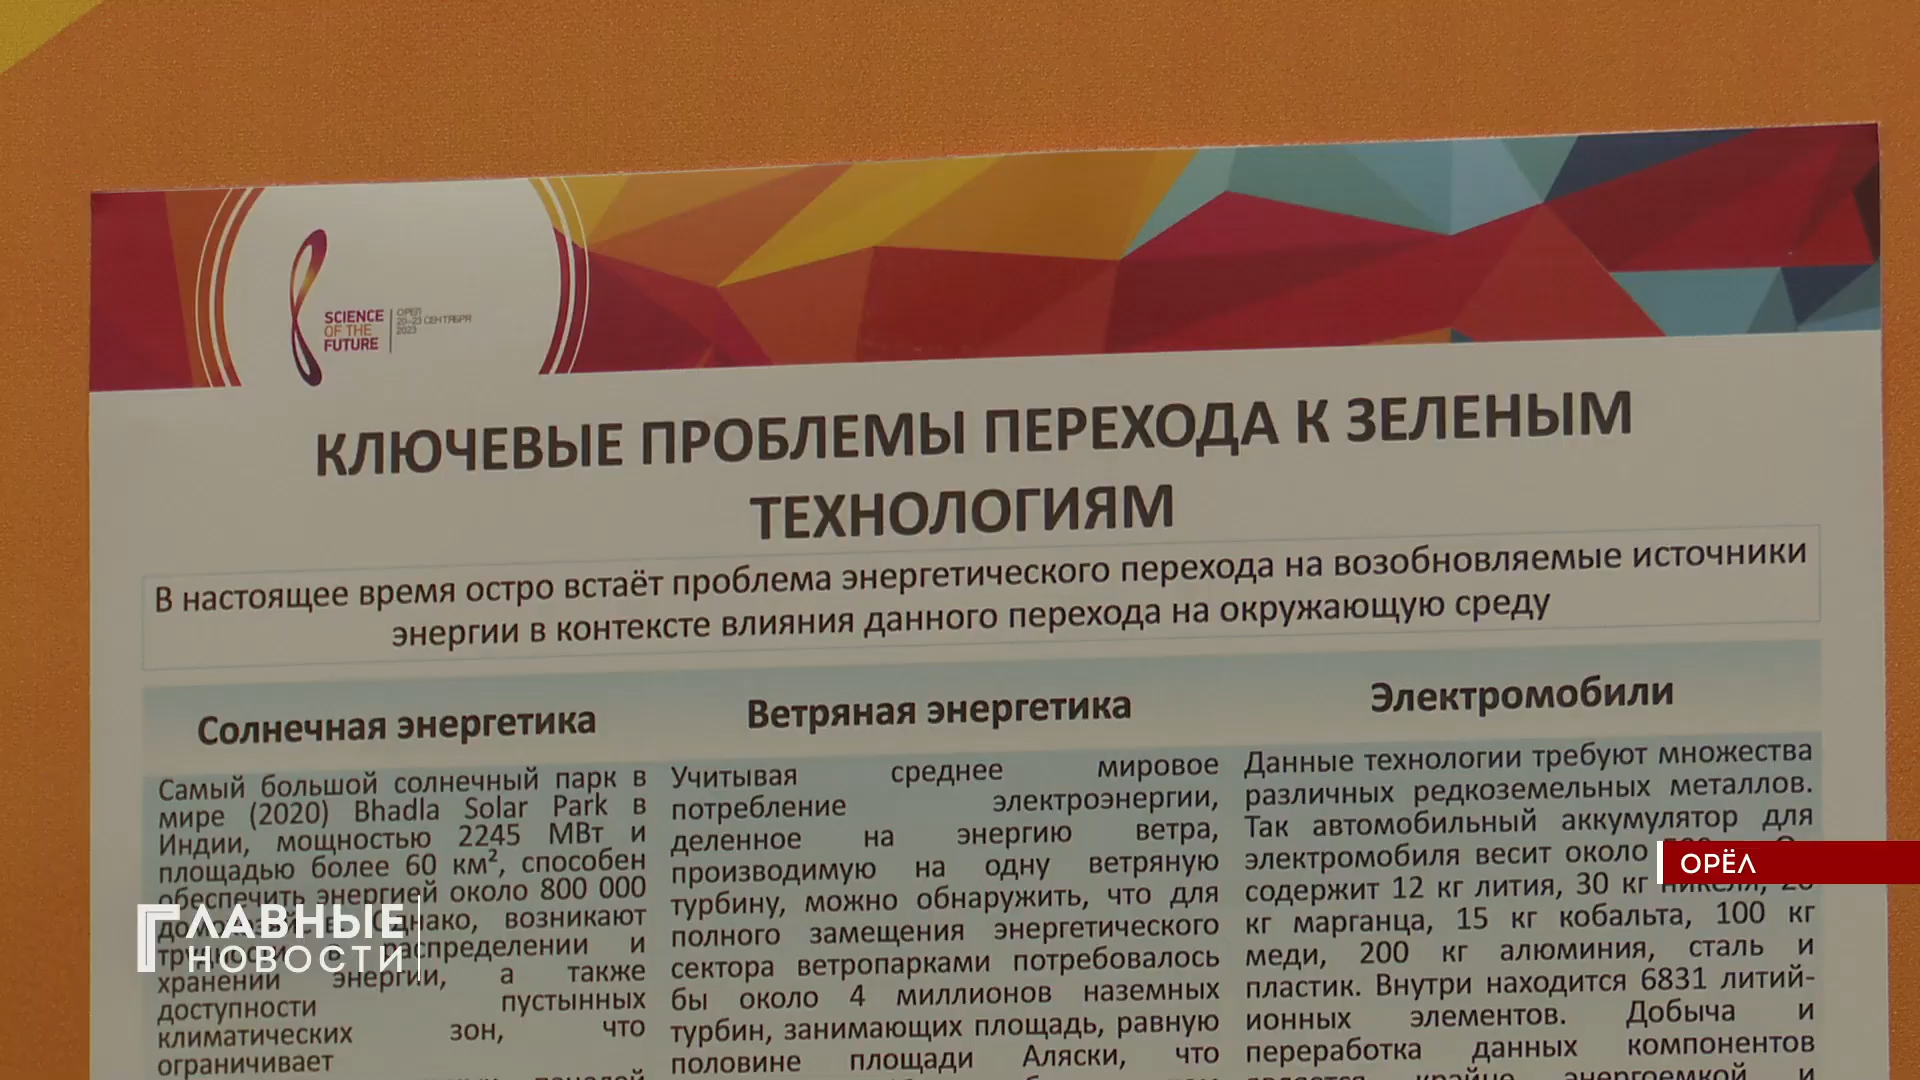 SCIENCE
OF THE
FUTURE
ОРЕЛ
20–23 СЕНТЯБРЯ
2023
КЛЮЧЕВЫЕ ПРОБЛЕМЫ ПЕРЕХОДА К ЗЕЛЕНЫМ
ТЕХНОЛОГИЯМ
В настоящее время остро встаёт проблема энергетического перехода на возобновляемые источники
энергии в контексте влияния данного перехода на окружающую среду
Солнечная энергетика
Самый большой солнечный парк в
мире (2020) Bhadla Solar Park в
Индии, мощностью 2245 МВт и
площадью более 60 км², способен
обеспечить энергией около 800 000
возникают
и
хранении энергии, а также
доступности пустынных
климатических зон, что
ограничивает
Ветряная энергетика
Учитывая среднее мировое
потребление электроэнергии,
деленное на энергию ветра,
производимую на одну ветряную
турбину, можно обнаружить, что для
полного замещения энергетического
сектора ветропарками потребовалось
бы около 4 миллионов наземных
турбин, занимающих площадь, равную
половине площади Аляски, что
Электромобили
Данные технологии требуют множества
различных редкоземельных металлов.
Так автомобильный аккумулятор для
электромобиля весит около
содержит 12 кг лития, 30 кг никеля,
кг марганца, 15 кг кобальта, 100 кг
меди, 200 кг алюминия, сталь и
пластик. Внутри находится 6831 литий-
ионных элементов. Добыча и
переработка данных компонентов
является крайне энергоемкой и
ОРЁЛ
ГЛАВНЫЕ
НОВОСТИ